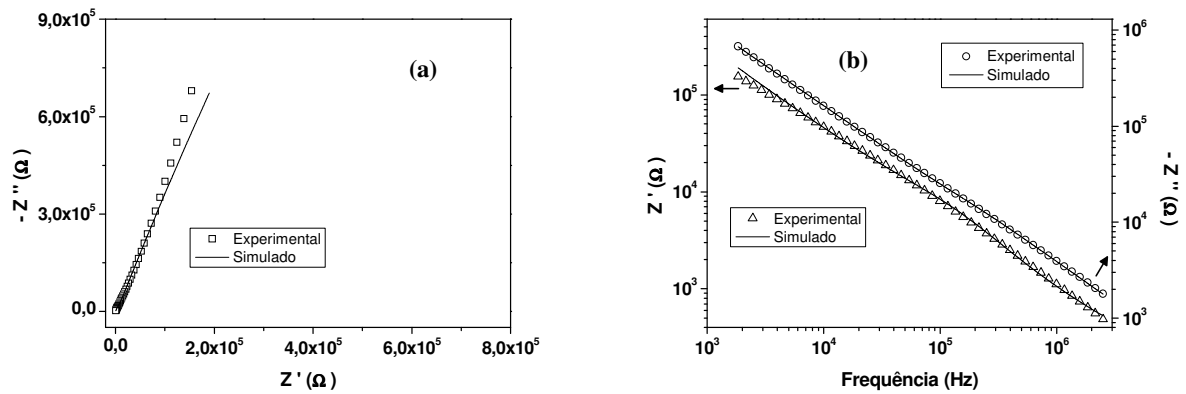 9,0x10⁵
6,0x10⁵
3,0x10⁵
0,0
- Z '' (Ω)
(a)
Experimental
Simulado
0,0
2,0x10⁵
4,0x10⁵
6,0x10⁵
8,0x10⁵
Z ' (Ω)
10⁵
10⁴
10³
Z ' (Ω)
(b)
Experimental
Simulado
Experimental
Simulado
10⁶
10⁵
10⁴
10³
- Z '' (Ω)
10³
10⁴
10⁵
10⁶
Frequência (Hz)